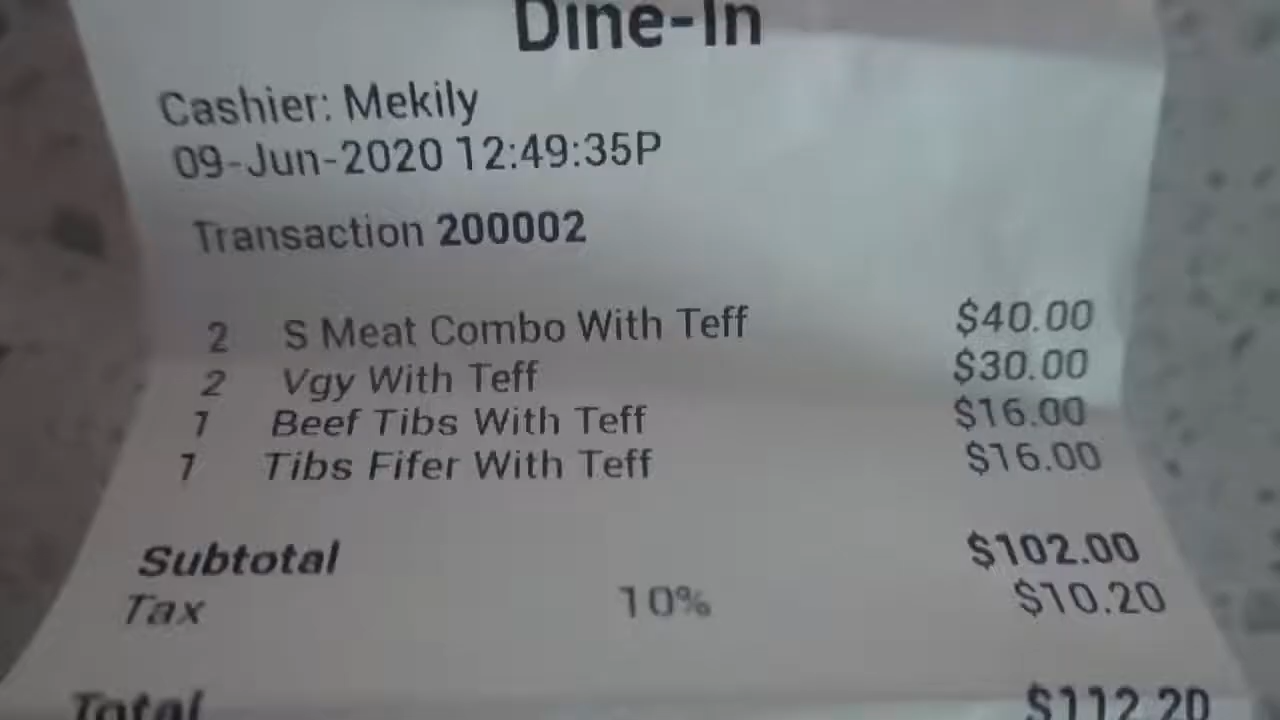 Dine-In
Cashier: Mekily
09-Jun-2020 12:49:35P
Transaction 200002
2 S Meat Combo With Teff $40.00
2 Vgy With Teff $30.00
1 Beef Tibs With Teff $16.00
1 Tibs Fifer With Teff $16.00
Subtotal $102.00
Tax 10% $10.20
Total $112.20